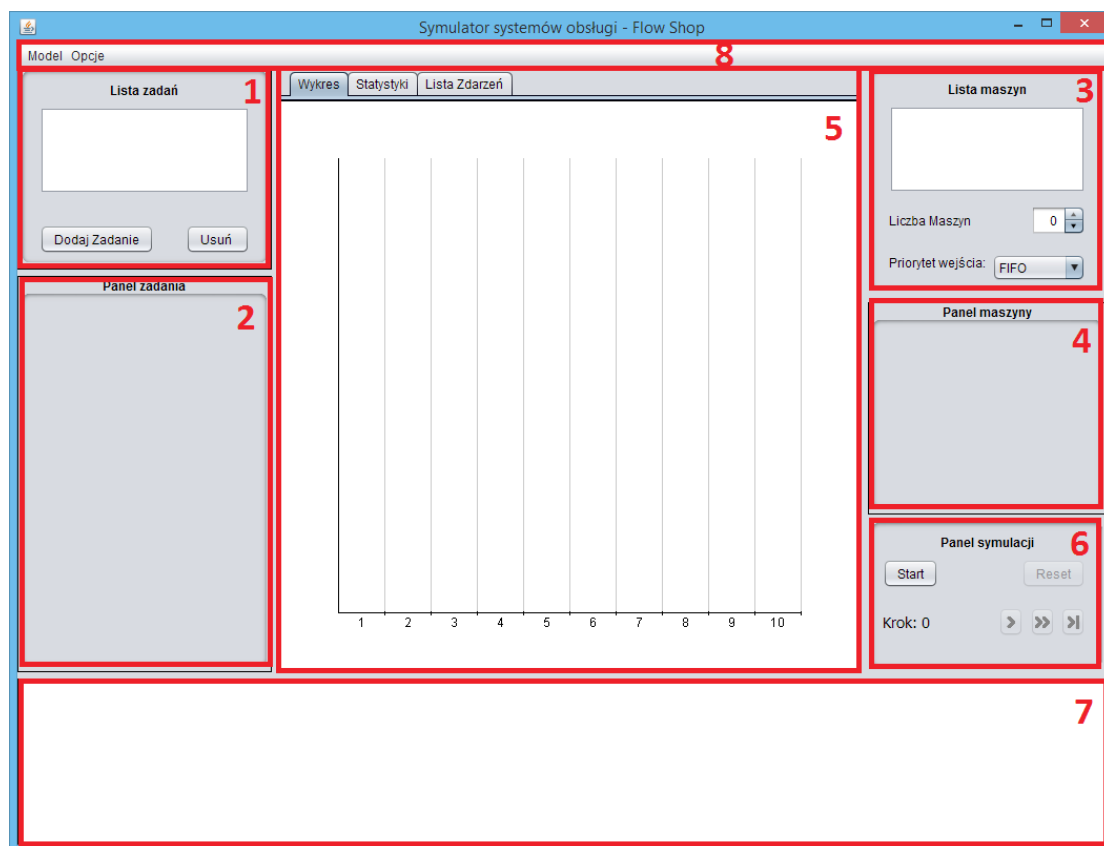 Symulator systemów obsługi - Flow Shop
Model Opcje
8
Lista zadań
1
Dodaj Zadanie
Usuń
Panel zadania
2
Wykres
Statystyki
Lista Zdarzeń
5
1 2 3 4 5 6 7 8 9 10
Lista maszyn
3
Liczba Maszyn
0
Priorytet wejścia:
FIFO
Panel maszyny
4
Panel symulacji
6
Start
Reset
Krok: 0
7